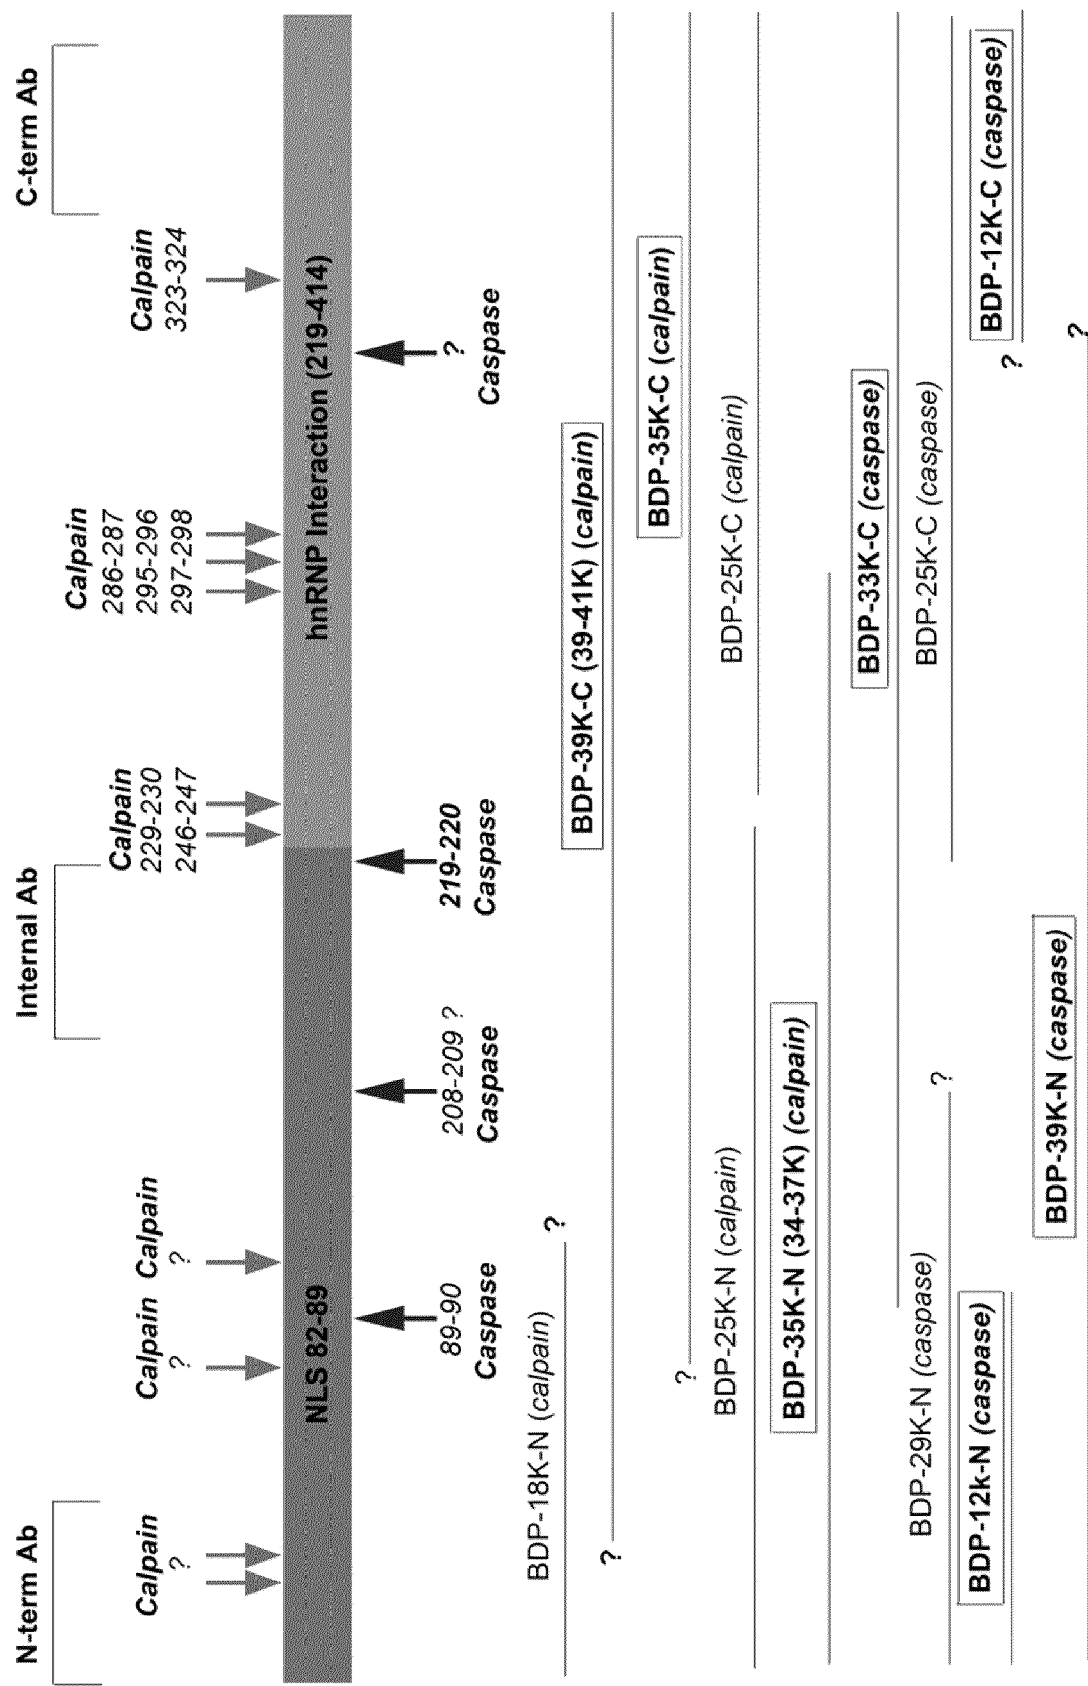 N-term Ab
Internal Ab
C-term Ab
Calpain
?
Calpain
?
Calpain
?
Calpain
229-230
246-247
Calpain
286-287
295-296
297-298
Calpain
323-324
NLS 82-89
hnRNP Interaction (219-414)
89-90
Caspase
208-209 ?
Caspase
219-220
Caspase
?
Caspase
BDP-18K-N (calpain)
?
BDP-39K-C (39-41K) (calpain)
?
BDP-35K-C (calpain)
?
BDP-25K-N (calpain)
BDP-25K-C (calpain)
BDP-35K-N (34-37K) (calpain)
BDP-33K-C (caspase)
BDP-29K-N (caspase)
?
BDP-25K-C (caspase)
BDP-12k-N (caspase)
?
BDP-12K-C (caspase)
BDP-39K-N (caspase)
?